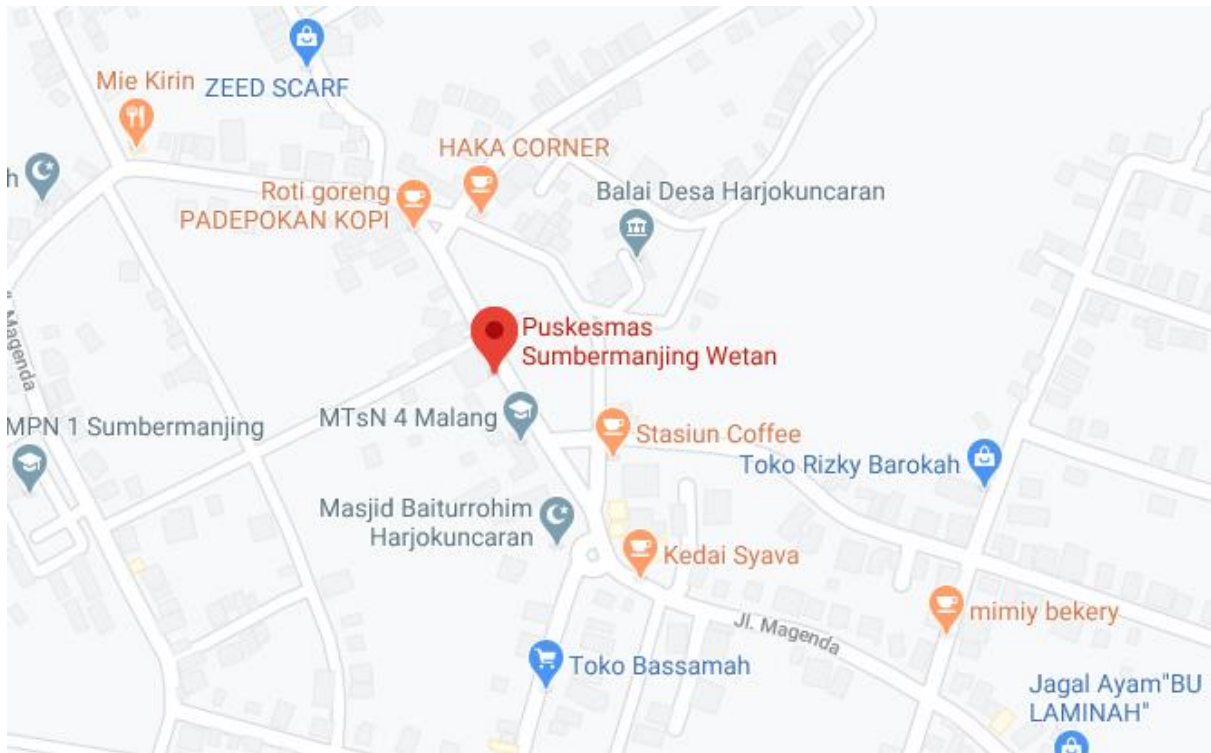 Mie Kirin
ZEED SCARF
HAKA CORNER
h
Roti goreng
PADEPOKAN KOPI
Balai Desa Harjokuncaran
Magenda
Puskesmas
Sumbermanjing Wetan
MTsN 4 Malang
MPN 1 Sumbermanjing
Stasiun Coffee
Toko Rizky Barokah
Masjid Baiturrohim
Harjokuncaran
Kedai Syava
mimiy bekery
Jl. Magenda
Toko Bassamah
Jagal Ayam"BU
LAMINAH"